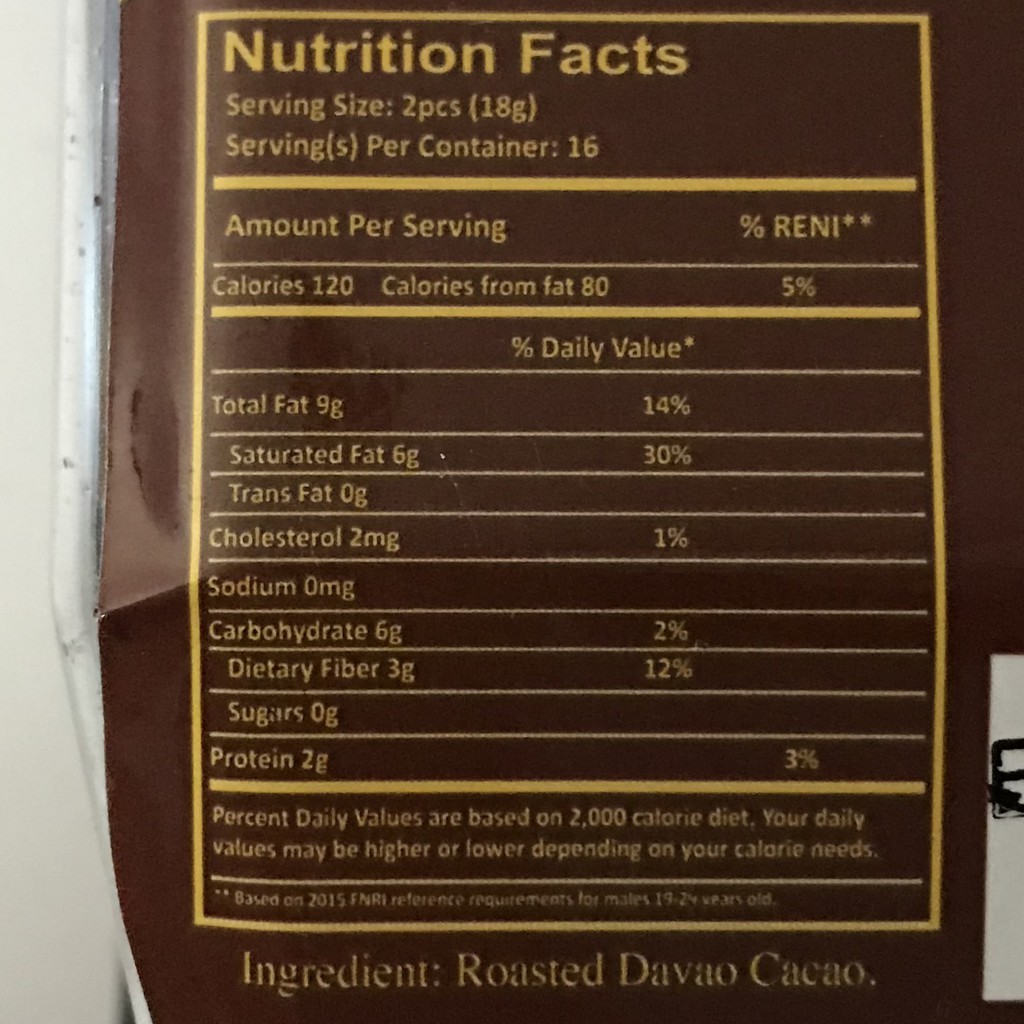 Nutrition Facts
Serving Size: 2pcs (18g)
Serving(s) Per Container: 16
Amount Per Serving % RENI**
Calories 120 Calories from fat 80 5%
% Daily Value*
Total Fat 9g 14%
Saturated Fat 6g 30%
Trans Fat 0g
Cholesterol 2mg 1%
Sodium 0mg
Carbohydrate 6g 2%
Dietary Fiber 3g 12%
Sugars 0g
Protein 2g 3%
Percent Daily Values are based on 2,000 calorie diet. Your daily
values may be higher or lower depending on your calorie needs.
** Based on 2015 FNRI reference requirements for males years old.
Ingredient: Roasted Davao Cacao.